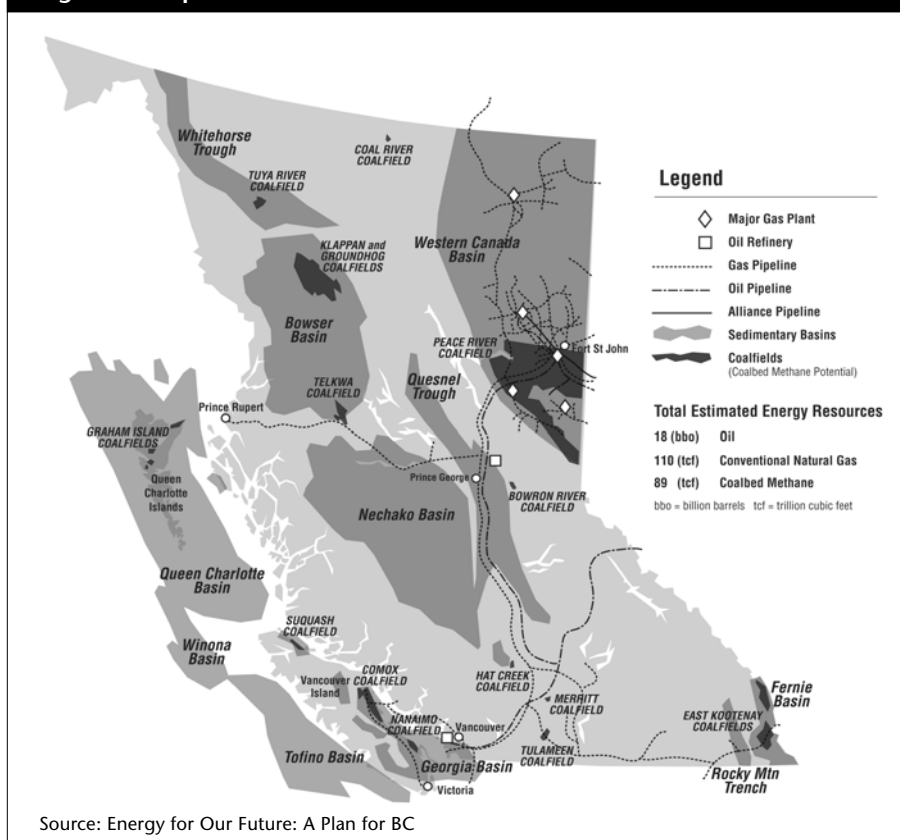 Whitehorse
Trough
COAL RIVER
COALFIELD
TUYA RIVER
COALFIELD
KLAPPAN and
GROUNDHOG
COALFIELDS
Western Canada
Basin
Bowser
Basin
PEACE RIVER
COALFIELD
Fort St John
Quesnel
Trough
TELKWA
COALFIELD
Prince Rupert
GRAHAM ISLAND
COALFIELDS
Queen
Charlotte
Islands
Prince George
BOWRON RIVER
COALFIELD
Nechako Basin
Queen Charlotte
Basin
SUQUASH
COALFIELD
Winona
Basin
COMOX
COALFIELD
Vancouver
Island
HAT CREEK
COALFIELD
MERRITT
COALFIELD
Fernie
Basin
EAST KOOTENAY
COALFIELDS
NANAIMO
COALFIELD
Vancouver
TULAMEEN
COALFIELD
Tofino Basin
Georgia Basin
Rocky Mtn
Trench
Victoria
Legend
Major Gas Plant
Oil Refinery
Gas Pipeline
Oil Pipeline
Alliance Pipeline
Sedimentary Basins
Coalfields
(Coalbed Methane Potential)
Total Estimated Energy Resources
18 (bbo) Oil
110 (tcf) Conventional Natural Gas
89 (tcf) Coalbed Methane
bbo = billion barrels tcf = trillion cubic feet
Source: Energy for Our Future: A Plan for BC